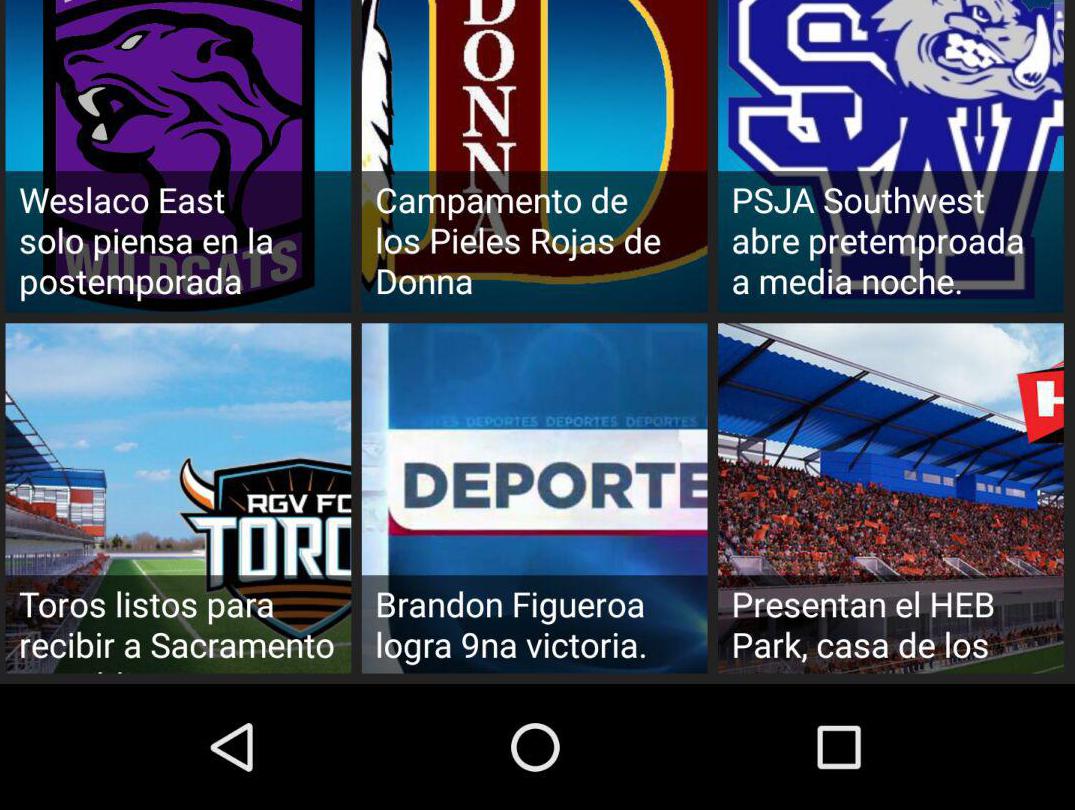 DONNA
SW
Weslaco East
solo piensa en la
postemporada
WILDCATS
Campamento de
los Pieles Rojas de
Donna
PSJA Southwest
abre pretemproada
a media noche.
RGV FC
TORO
DEPORTES DEPORTES DEPORTES
DEPORTE
H
Toros listos para
recibir a Sacramento
Brandon Figueroa
logra 9na victoria.
Presentan el HEB
Park, casa de los